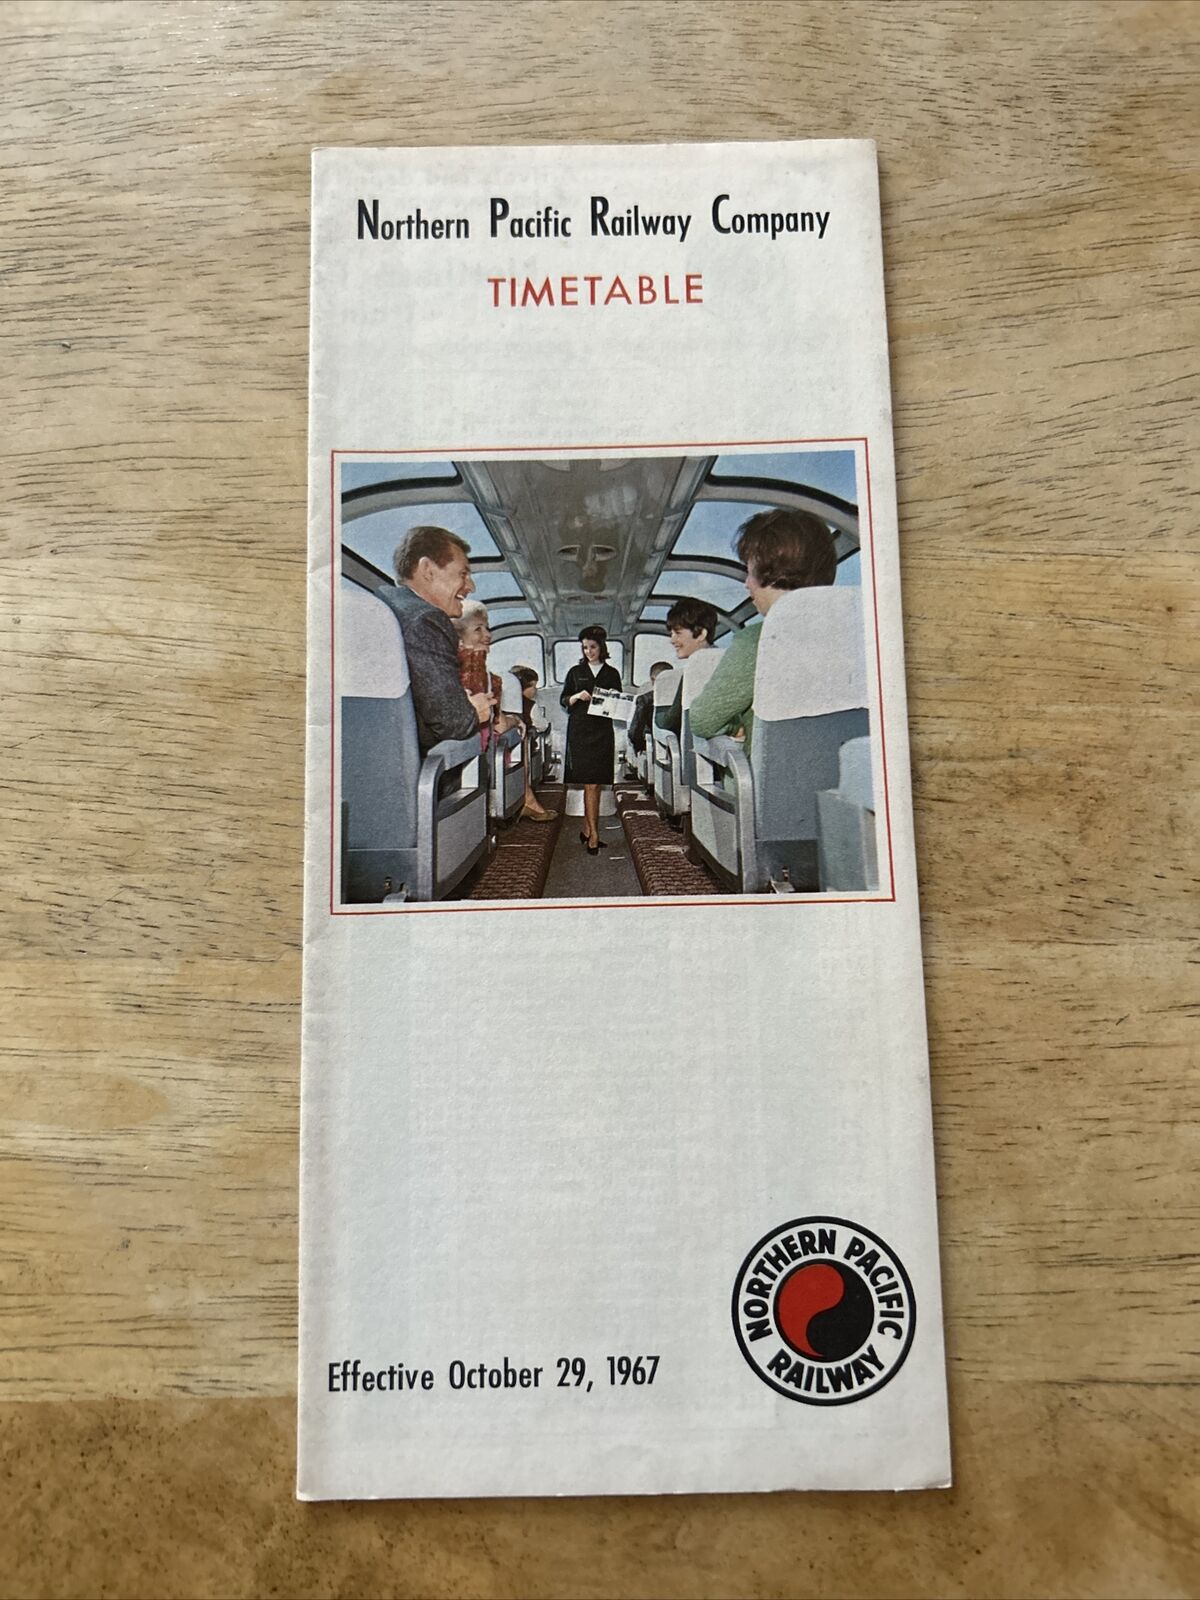 Northern Pacific Railway Company
TIMETABLE
Effective October 29, 1967
NORTHERN PACIFIC
RAILWAY